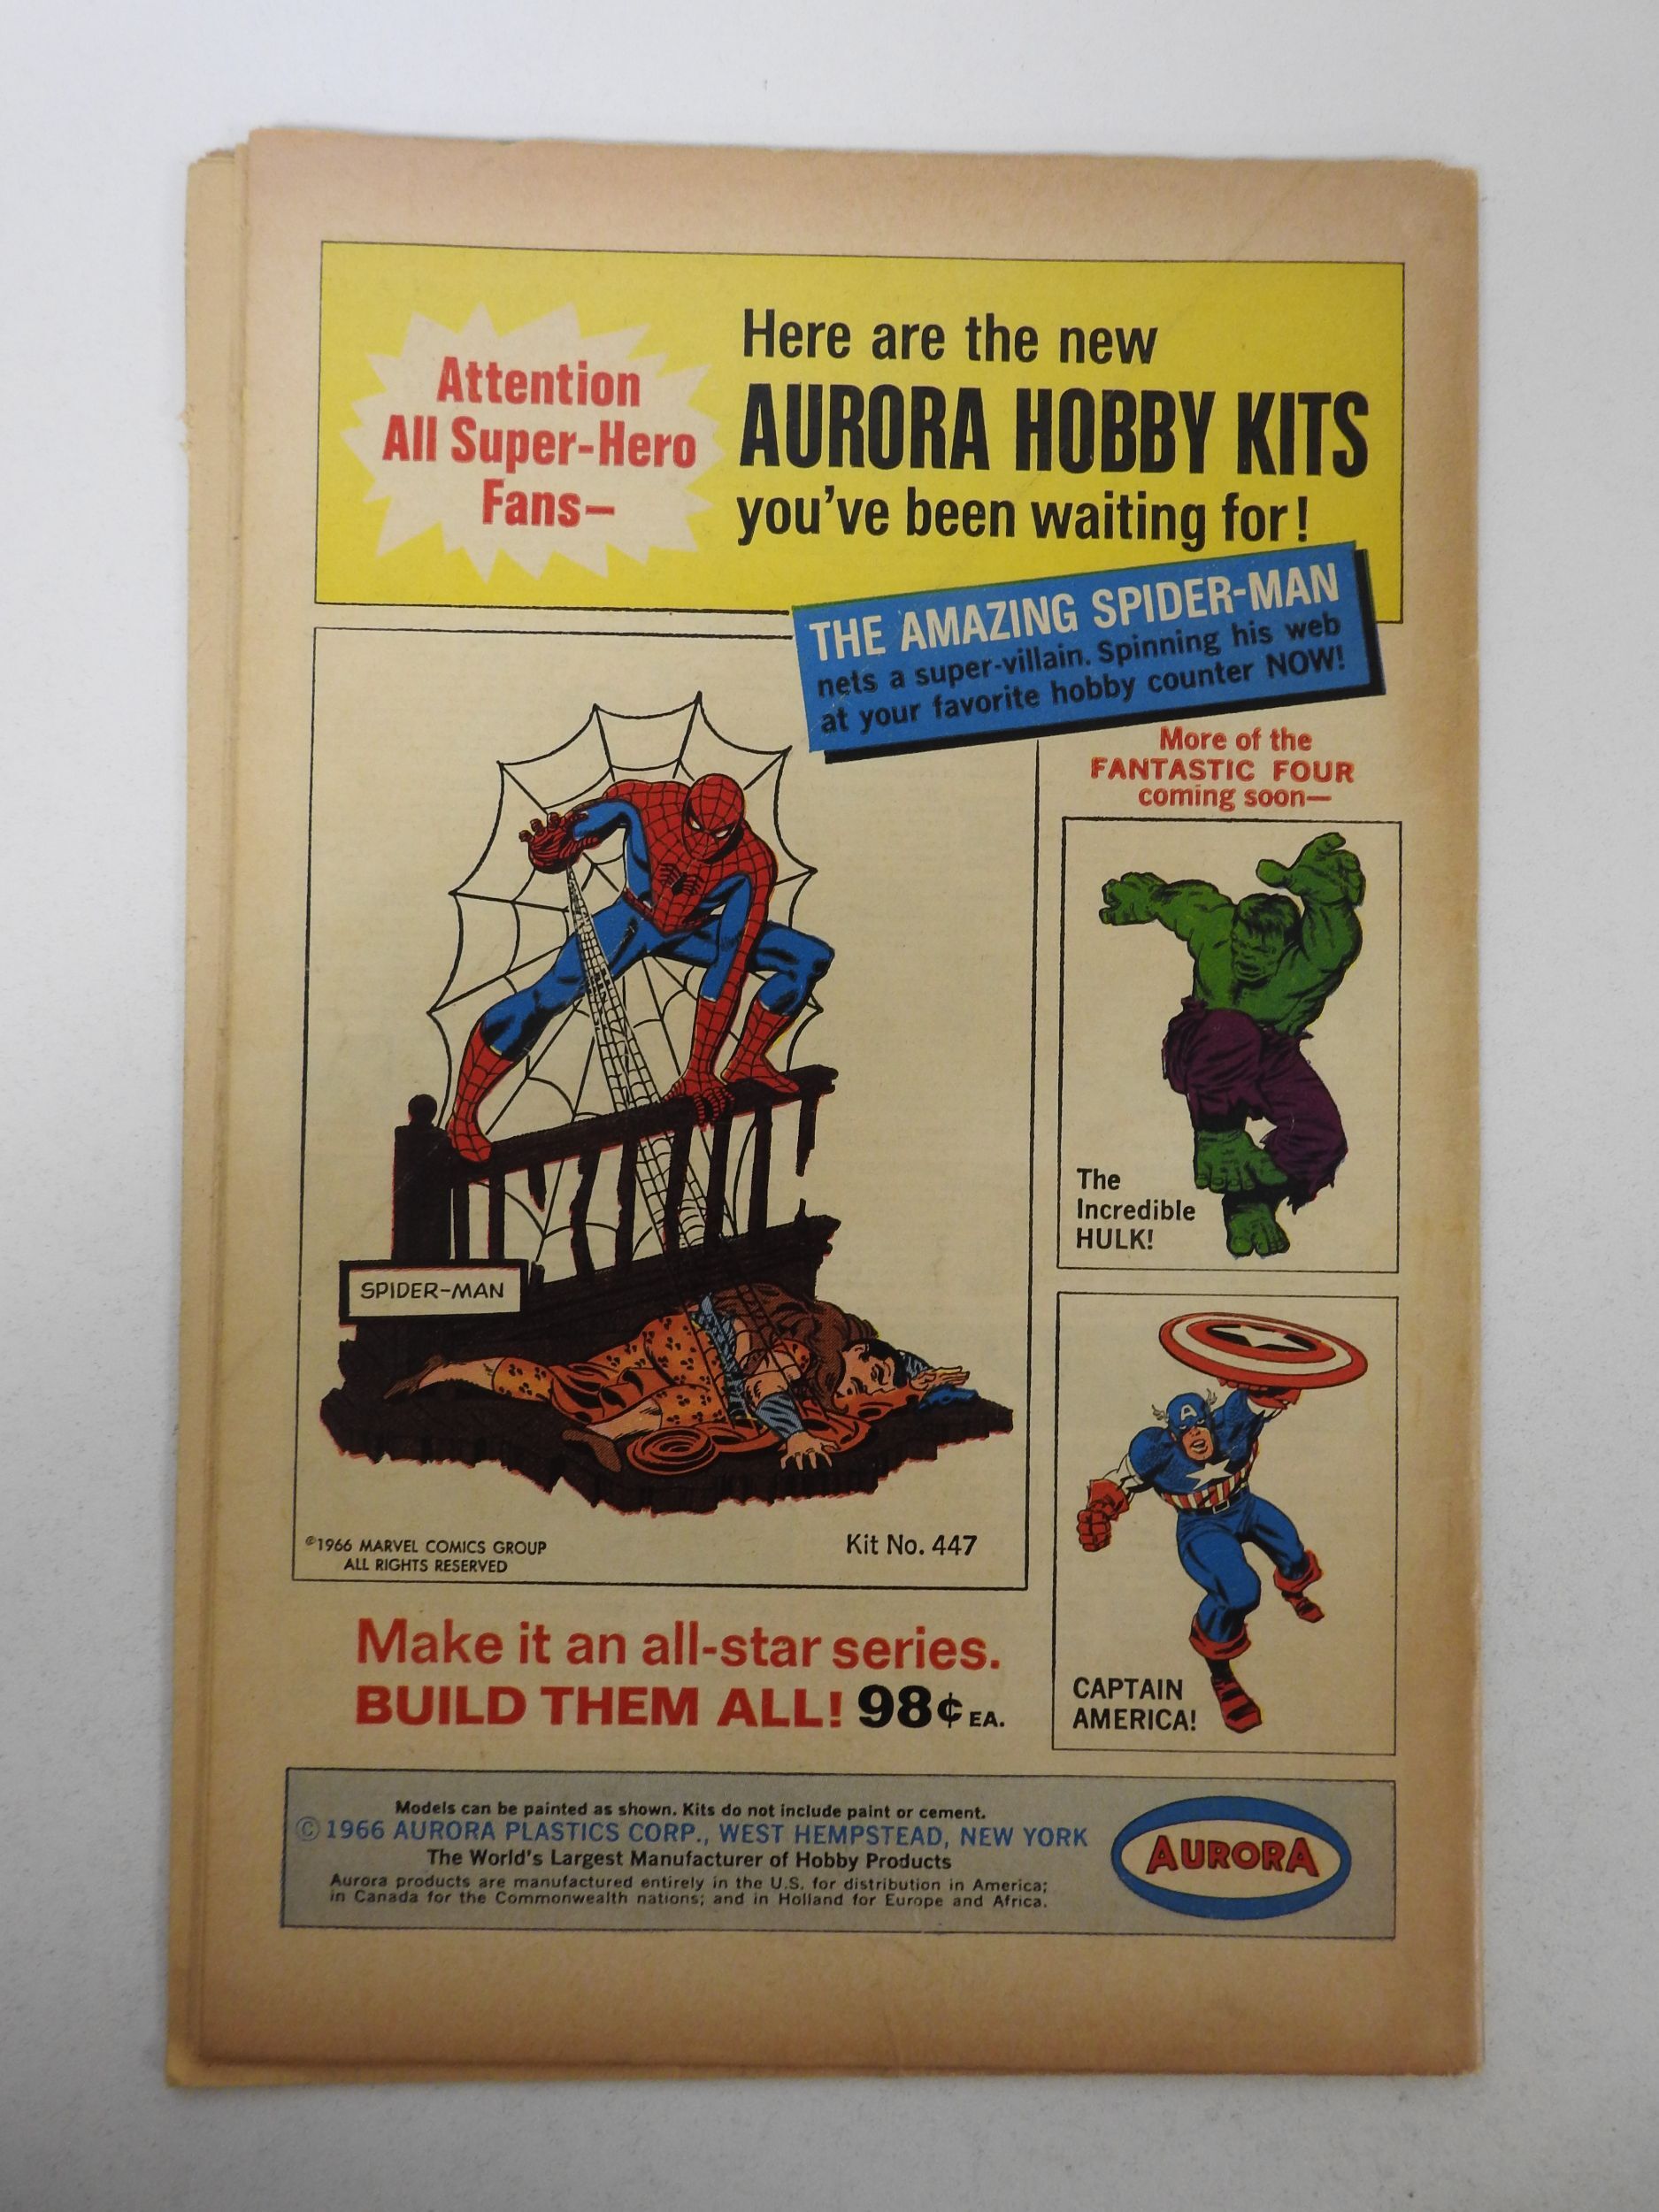 Attention
All Super-Hero
Fans—
Here are the new
AURORA HOBBY KITS
you've been waiting for!
THE AMAZING SPIDER-MAN
nets a super-villain. Spinning his web
at your favorite hobby counter NOW!
More of the
FANTASTIC FOUR
coming soon—
The
Incredible
HULK!
SPIDER-MAN
©1966 MARVEL COMICS GROUP
ALL RIGHTS RESERVED
Kit No. 447
A
CAPTAIN
AMERICA!
Make it an all-star series.
BUILD THEM ALL! 98¢ EA.
Models can be painted as shown. Kits do not include paint or cement.
©1966 AURORA PLASTICS CORP., WEST HEMPSTEAD, NEW YORK
The World's Largest Manufacturer of Hobby Products
Aurora products are manufactured entirely in the U.S. for distribution in America;
in Canada for the Commonwealth nations; and in Holland for Europe and Africa.
AURORA